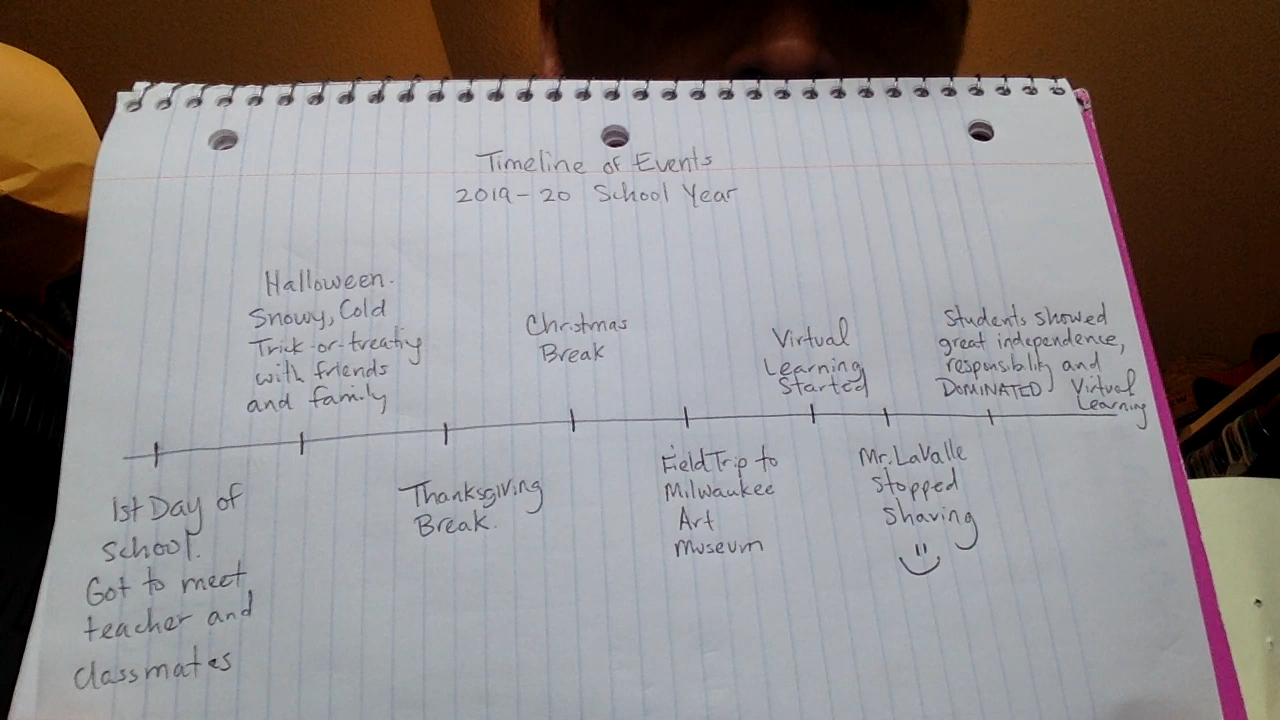 Timeline of Events
2019-20 School Year
Halloween.
Snowy, Cold
Trick-or-treating
with friends
and family
Christmas
Break
Virtual
Learning
Started
Students showed
great independence,
responsiblity and
DOMINATED Virtual
Learning
1st Day of
School.
Got to meet
teacher and
classmates
Thanksgiving
Break.
Field Trip to
Milwaukee
Art
Museum
Mr. LaValle
stopped
shaving